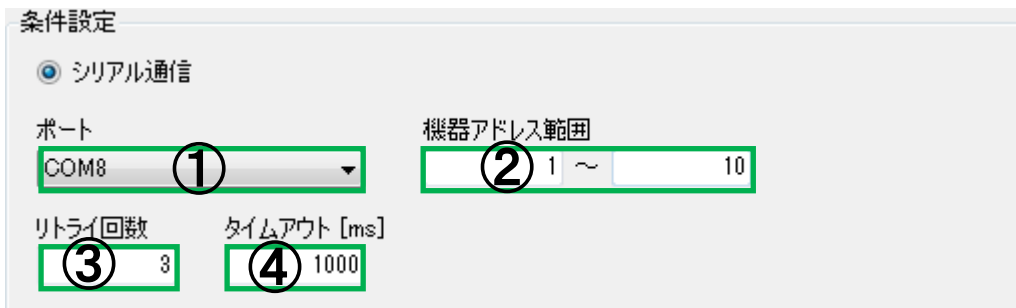 条件設定
シリアル通信
ポート 機器アドレス範囲
COM8 ① ② 1 ～ 10
リトライ回数 タイムアウト [ms]
③ 3 ④ 1000